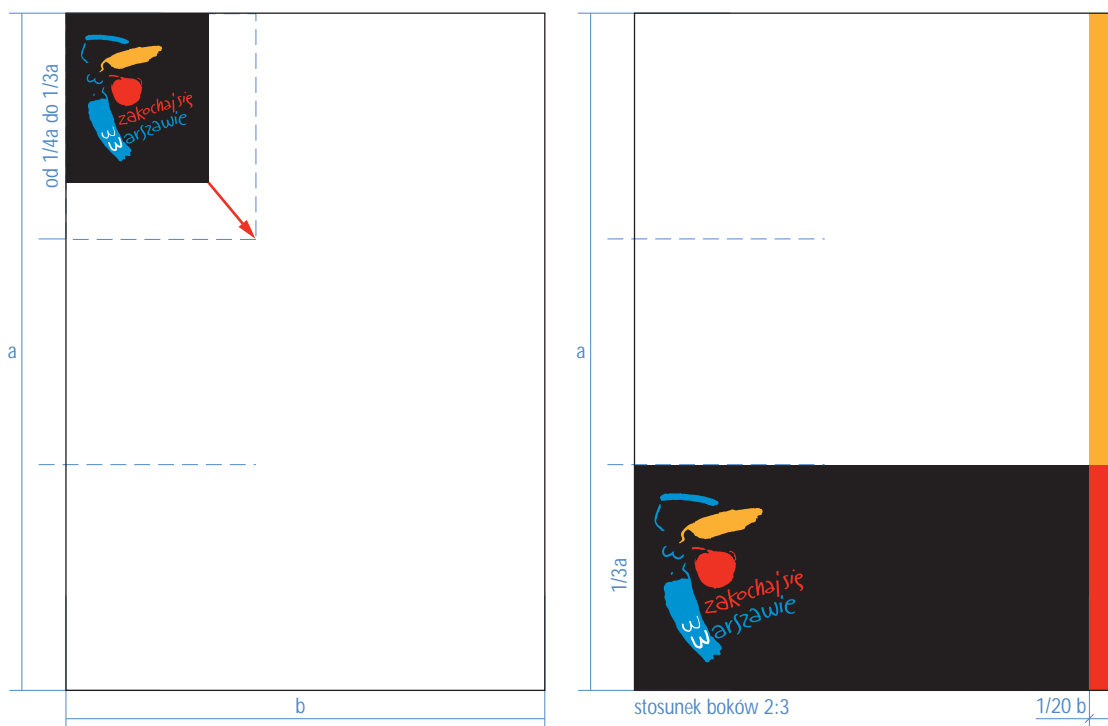 od 1/4a do 1/3a
zakochaj się
w
warszawie
a
b
a
1/3a
zakochaj się
w
warszawie
stosunek boków 2:3
1/20 b